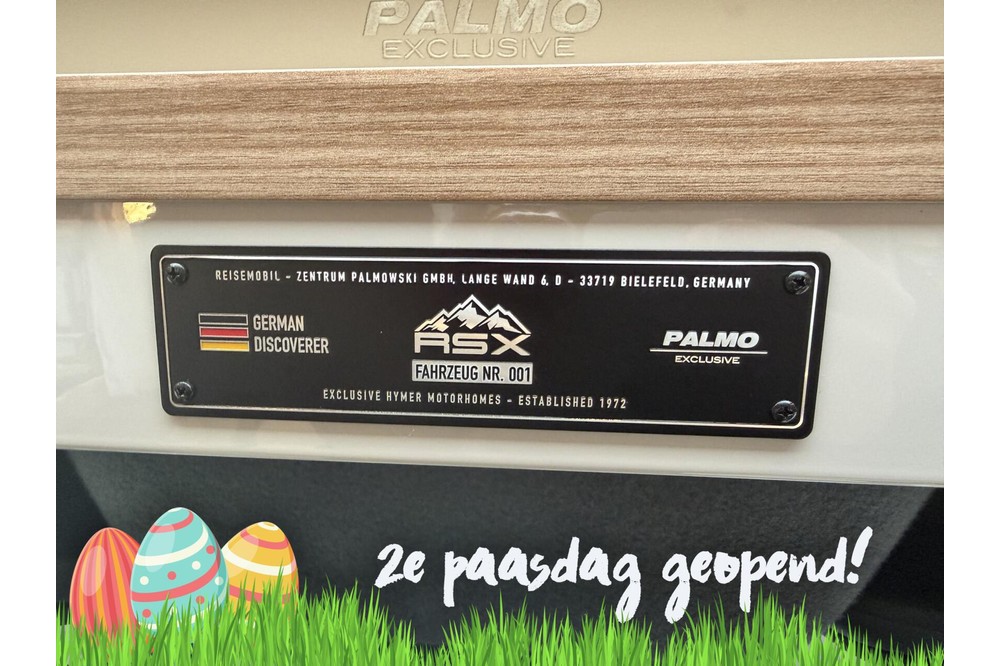 PALMO
EXCLUSIVE
REISEMOBIL - ZENTRUM PALMOWSKI GMBH, LANGE WAND 6, D - 33719 BIELEFELD, GERMANY
GERMAN
DISCOVERER
RSX
FAHRZEUG NR. 001
PALMO
EXCLUSIVE
EXCLUSIVE HYMER MOTORHOMES - ESTABLISHED 1972
2e paasdag geopend!